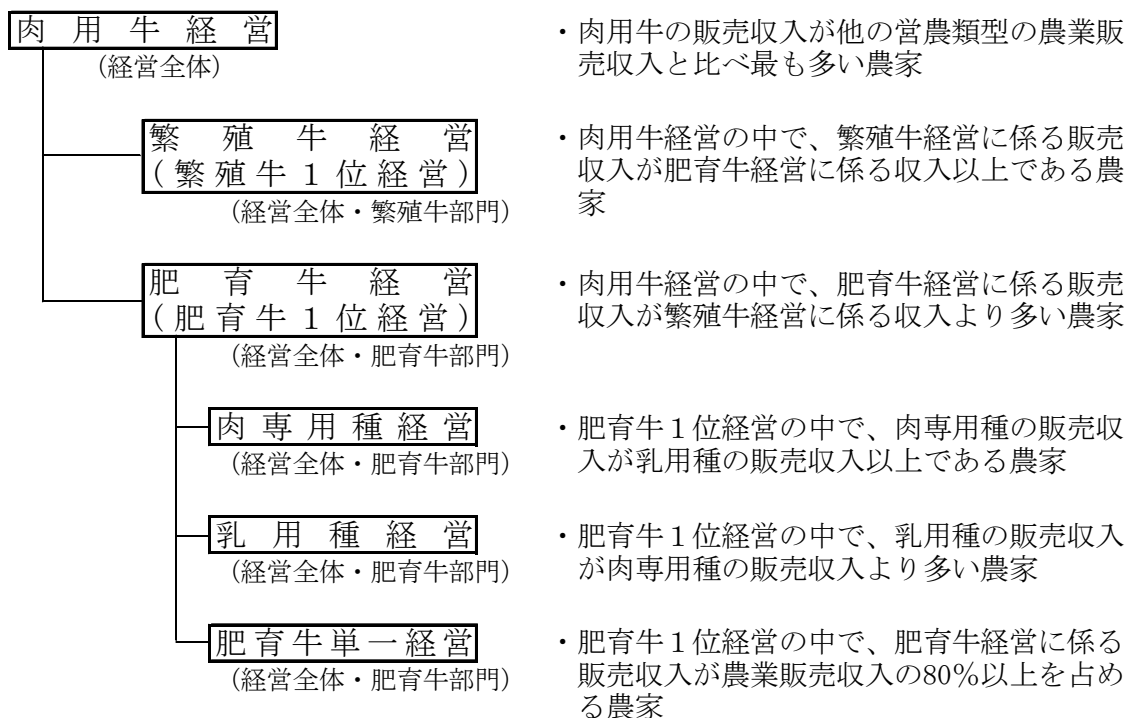 肉用牛経営
(経営全体)
・肉用牛の販売収入が他の営農類型の農業販
売収入と比べ最も多い農家
繁殖牛経営
(繁殖牛１位経営)
(経営全体・繁殖牛部門)
・肉用牛経営の中で、繁殖牛経営に係る販売
収入が肥育牛経営に係る収入以上である農
家
肥育牛経営
(肥育牛１位経営)
(経営全体・肥育牛部門)
・肉用牛経営の中で、肥育牛経営に係る販売
収入が繁殖牛経営に係る収入より多い農家
肉専用種経営
(経営全体・肥育牛部門)
・肥育牛１位経営の中で、肉専用種の販売収
入が乳用種の販売収入以上である農家
乳用種経営
(経営全体・肥育牛部門)
・肥育牛１位経営の中で、乳用種の販売収入
が肉専用種の販売収入より多い農家
肥育牛単一経営
(経営全体・肥育牛部門)
・肥育牛１位経営の中で、肥育牛経営に係る
販売収入が農業販売収入の80％以上を占め
る農家